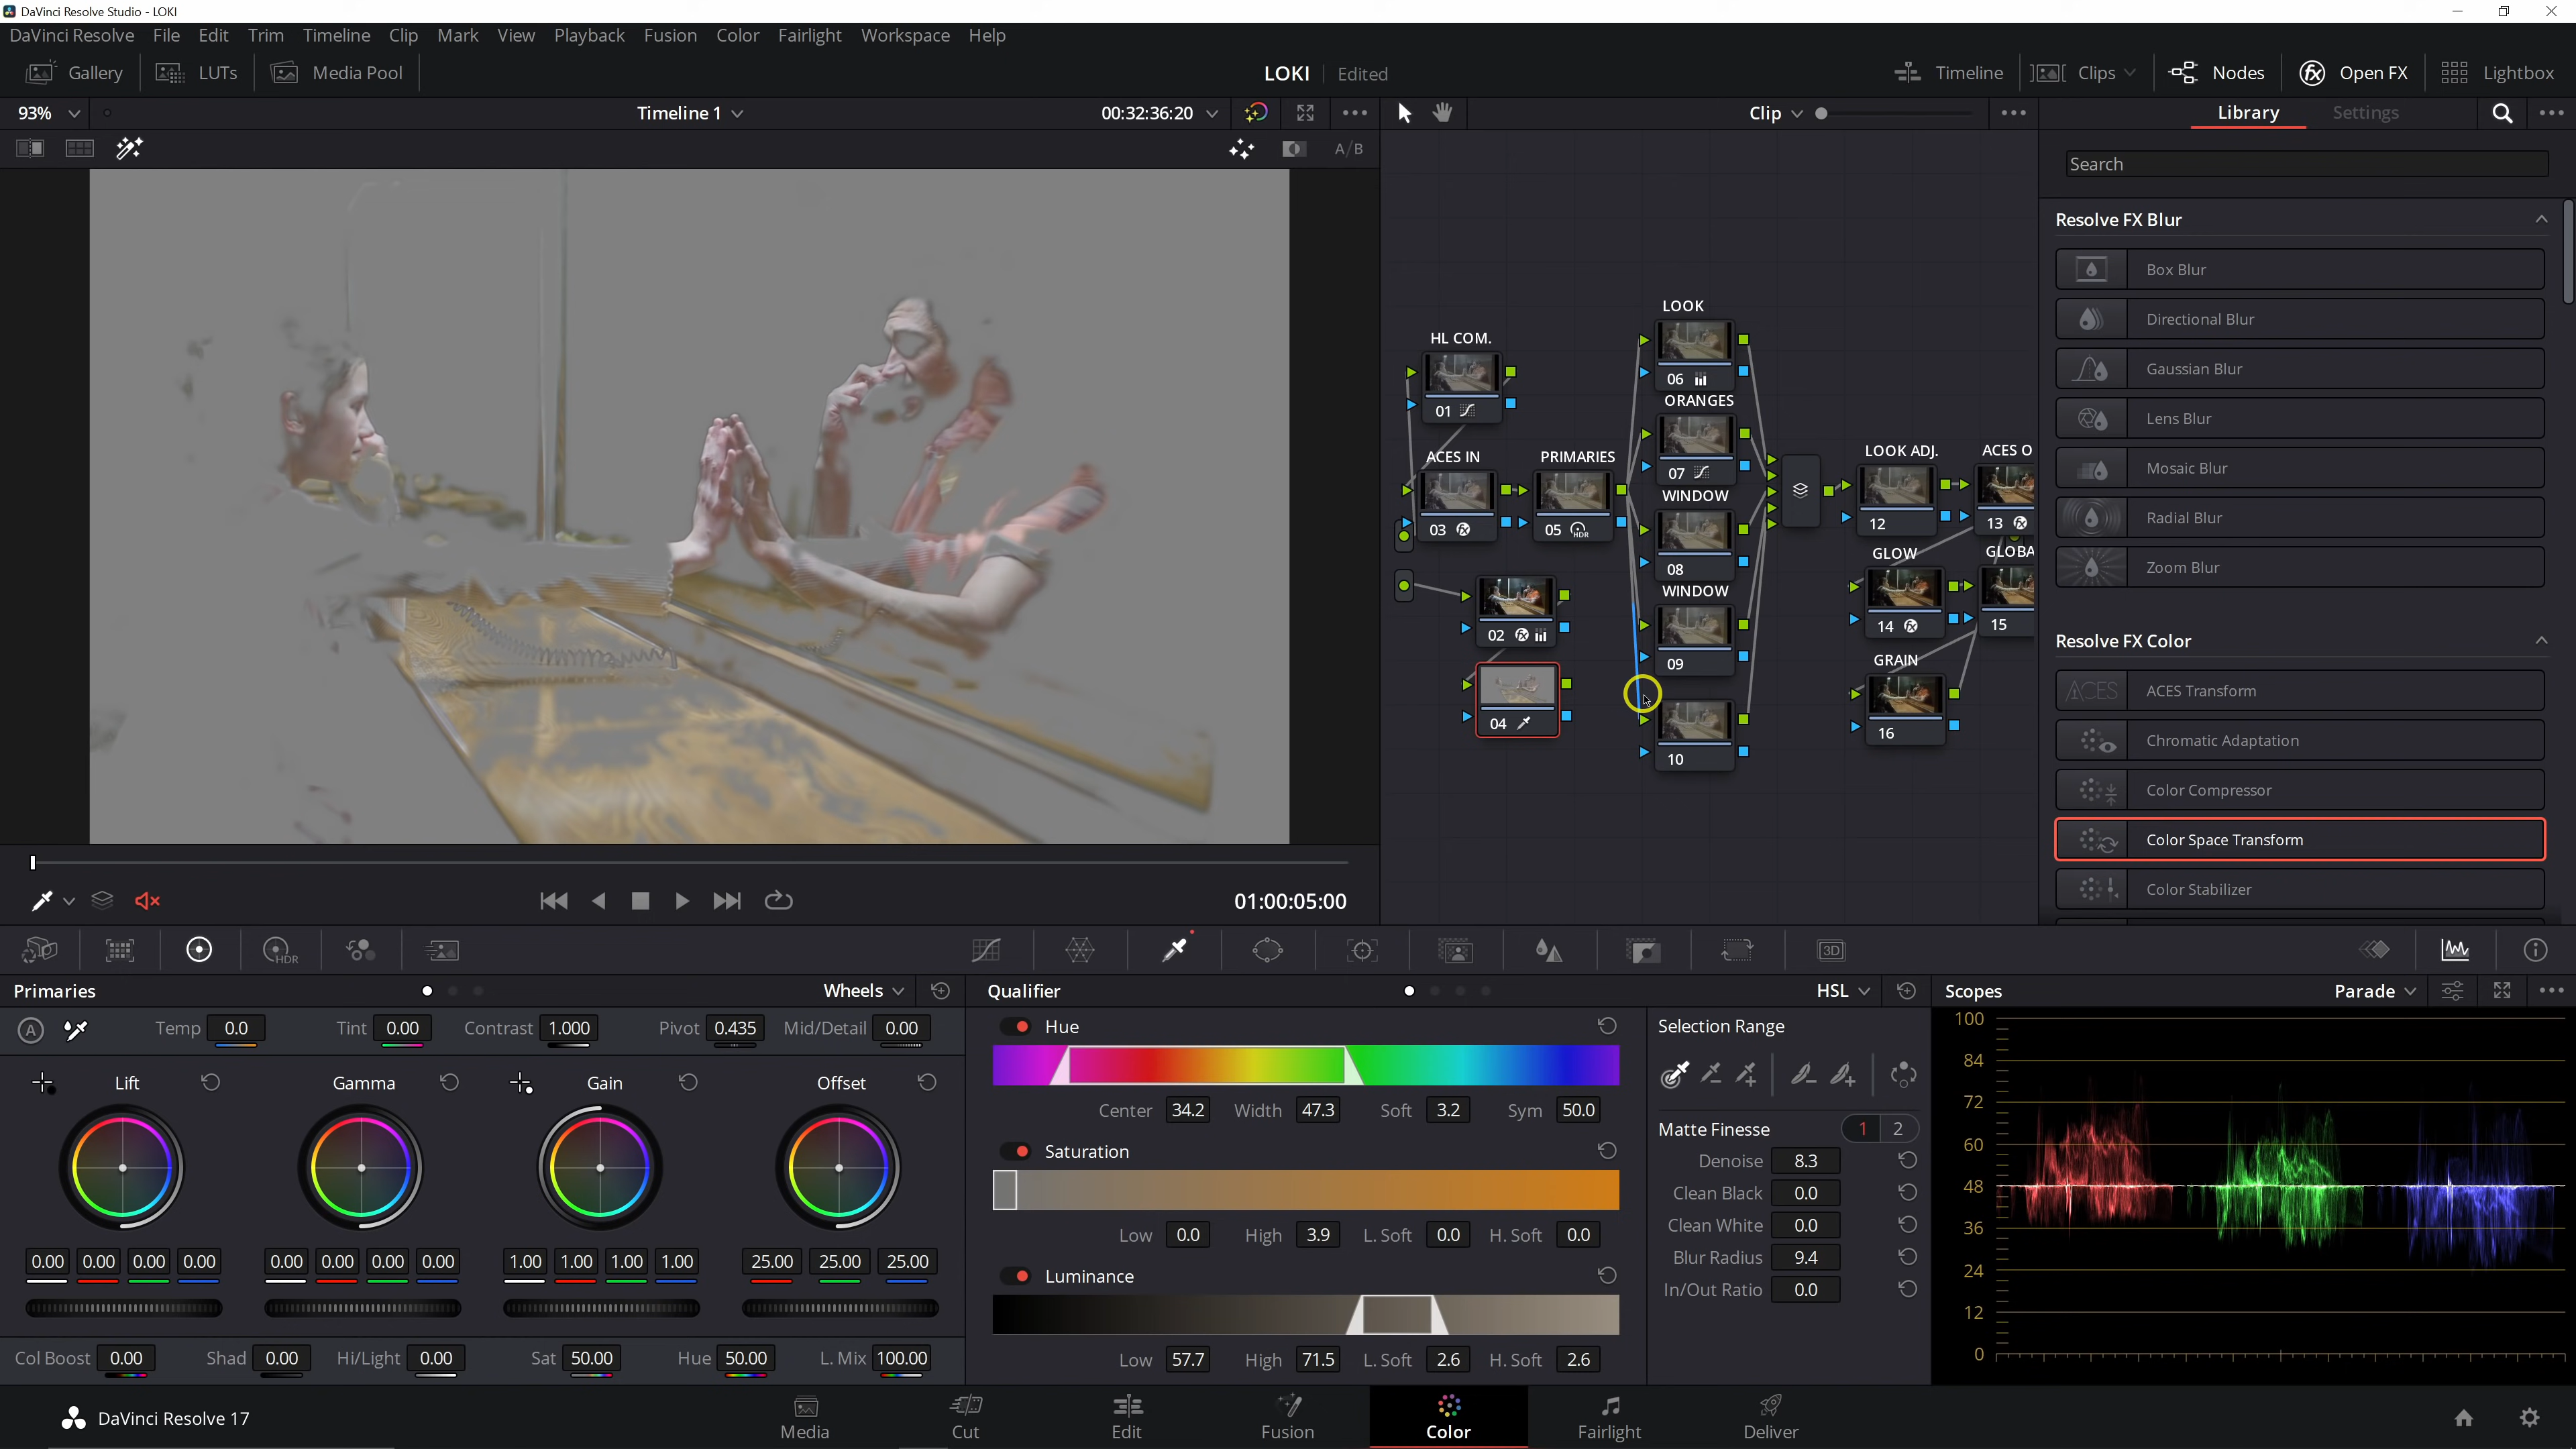 DaVinci Resolve Studio - LOKI
DaVinci Resolve File Edit Trim Timeline Clip Mark View Playback Fusion Color Fairlight Workspace Help
Gallery LUTs Media Pool LOKI Edited Timeline Clips Nodes Open FX Lightbox
93% Timeline 1 00:32:36:20 Clip Library Settings
A/B
Search
Resolve FX Blur
Box Blur
Directional Blur
Gaussian Blur
Lens Blur
Mosaic Blur
Radial Blur
Zoom Blur
Resolve FX Color
ACES Transform
Chromatic Adaptation
Color Compressor
Color Space Transform
Color Stabilizer
LOOK
HL COM.
06
ORANGES
01
ACES IN PRIMARIES LOOK ADJ. ACES O
07
WINDOW
03 05 HDR 12 13
GLOW GLOBA
08
WINDOW
02 14 15
09 GRAIN
04 16
10
01:00:05:00
HDR 3D
Primaries Wheels Qualifier HSL Scopes Parade
A Temp 0.0 Tint 0.00 Contrast 1.000 Pivot 0.435 Mid/Detail 0.00
Lift Gamma Gain Offset
0.00 0.00 0.00 0.00 0.00 0.00 0.00 0.00 1.00 1.00 1.00 1.00 25.00 25.00 25.00
Col Boost 0.00 Shad 0.00 Hi/Light 0.00 Sat 50.00 Hue 50.00 L. Mix 100.00
Hue
Center 34.2 Width 47.3 Soft 3.2 Sym 50.0
Saturation
Low 0.0 High 3.9 L. Soft 0.0 H. Soft 0.0
Luminance
Low 57.7 High 71.5 L. Soft 2.6 H. Soft 2.6
Selection Range
Matte Finesse 1 2
Denoise 8.3
Clean Black 0.0
Clean White 0.0
Blur Radius 9.4
In/Out Ratio 0.0
100
84
72
60
48
36
24
12
0
DaVinci Resolve 17 Media Cut Edit Fusion Color Fairlight Deliver